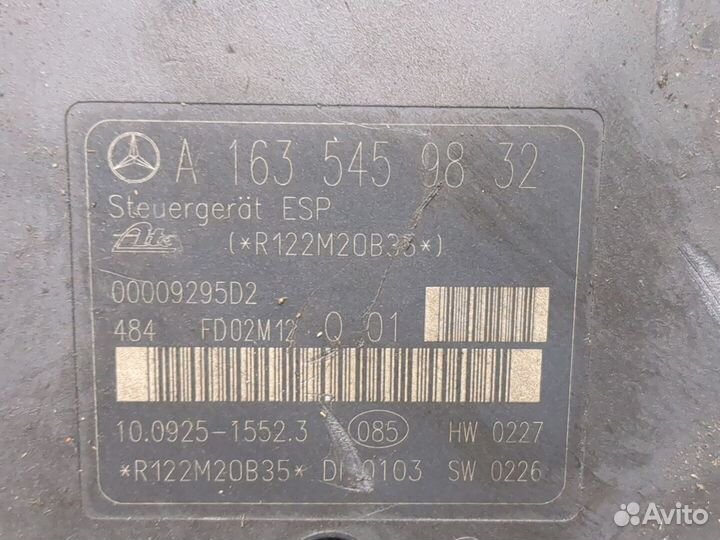 A 163 545 98 32
Steuergerät ESP
Ate (*R122M20B35*)
00009295D2
484 FD02M12 Q 01
10.0925-1552.3 085 HW 0227
*R122M20B35* DI 0103 SW 0226
Avito